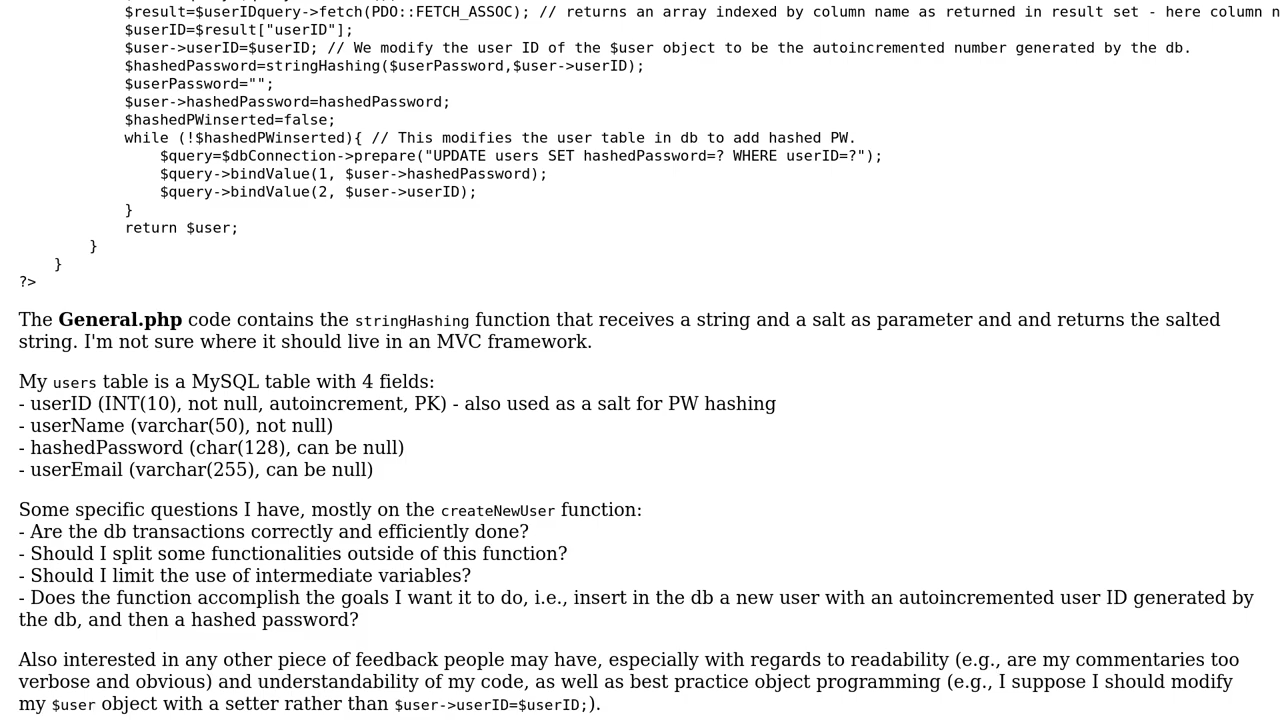 $result=$userIDquery->fetch(PDO::FETCH_ASSOC); // returns an array indexed by column name as returned in result set - here column n
$userID=$result["userID"];
$user->userID=$userID; // We modify the user ID of the $user object to be the autoincremented number generated by the db.
$hashedPassword=stringHashing($userPassword,$user->userID);
$userPassword="";
$user->hashedPassword=hashedPassword;
$hashedPWinserted=false;
while (!$hashedPWinserted){ // This modifies the user table in db to add hashed PW.
$query=$dbConnection->prepare("UPDATE users SET hashedPassword=? WHERE userID=?");
$query->bindValue(1, $user->hashedPassword);
$query->bindValue(2, $user->userID);
}
return $user;
}
}
?>
The General.php code contains the stringHashing function that receives a string and a salt as parameter and and returns the salted
string. I'm not sure where it should live in an MVC framework.
My users table is a MySQL table with 4 fields:
- userID (INT(10), not null, autoincrement, PK) - also used as a salt for PW hashing
- userName (varchar(50), not null)
- hashedPassword (char(128), can be null)
- userEmail (varchar(255), can be null)
Some specific questions I have, mostly on the createNewUser function:
- Are the db transactions correctly and efficiently done?
- Should I split some functionalities outside of this function?
- Should I limit the use of intermediate variables?
- Does the function accomplish the goals I want it to do, i.e., insert in the db a new user with an autoincremented user ID generated by
the db, and then a hashed password?
Also interested in any other piece of feedback people may have, especially with regards to readability (e.g., are my commentaries too
verbose and obvious) and understandability of my code, as well as best practice object programming (e.g., I suppose I should modify
my $user object with a setter rather than $user->userID=$userID;).